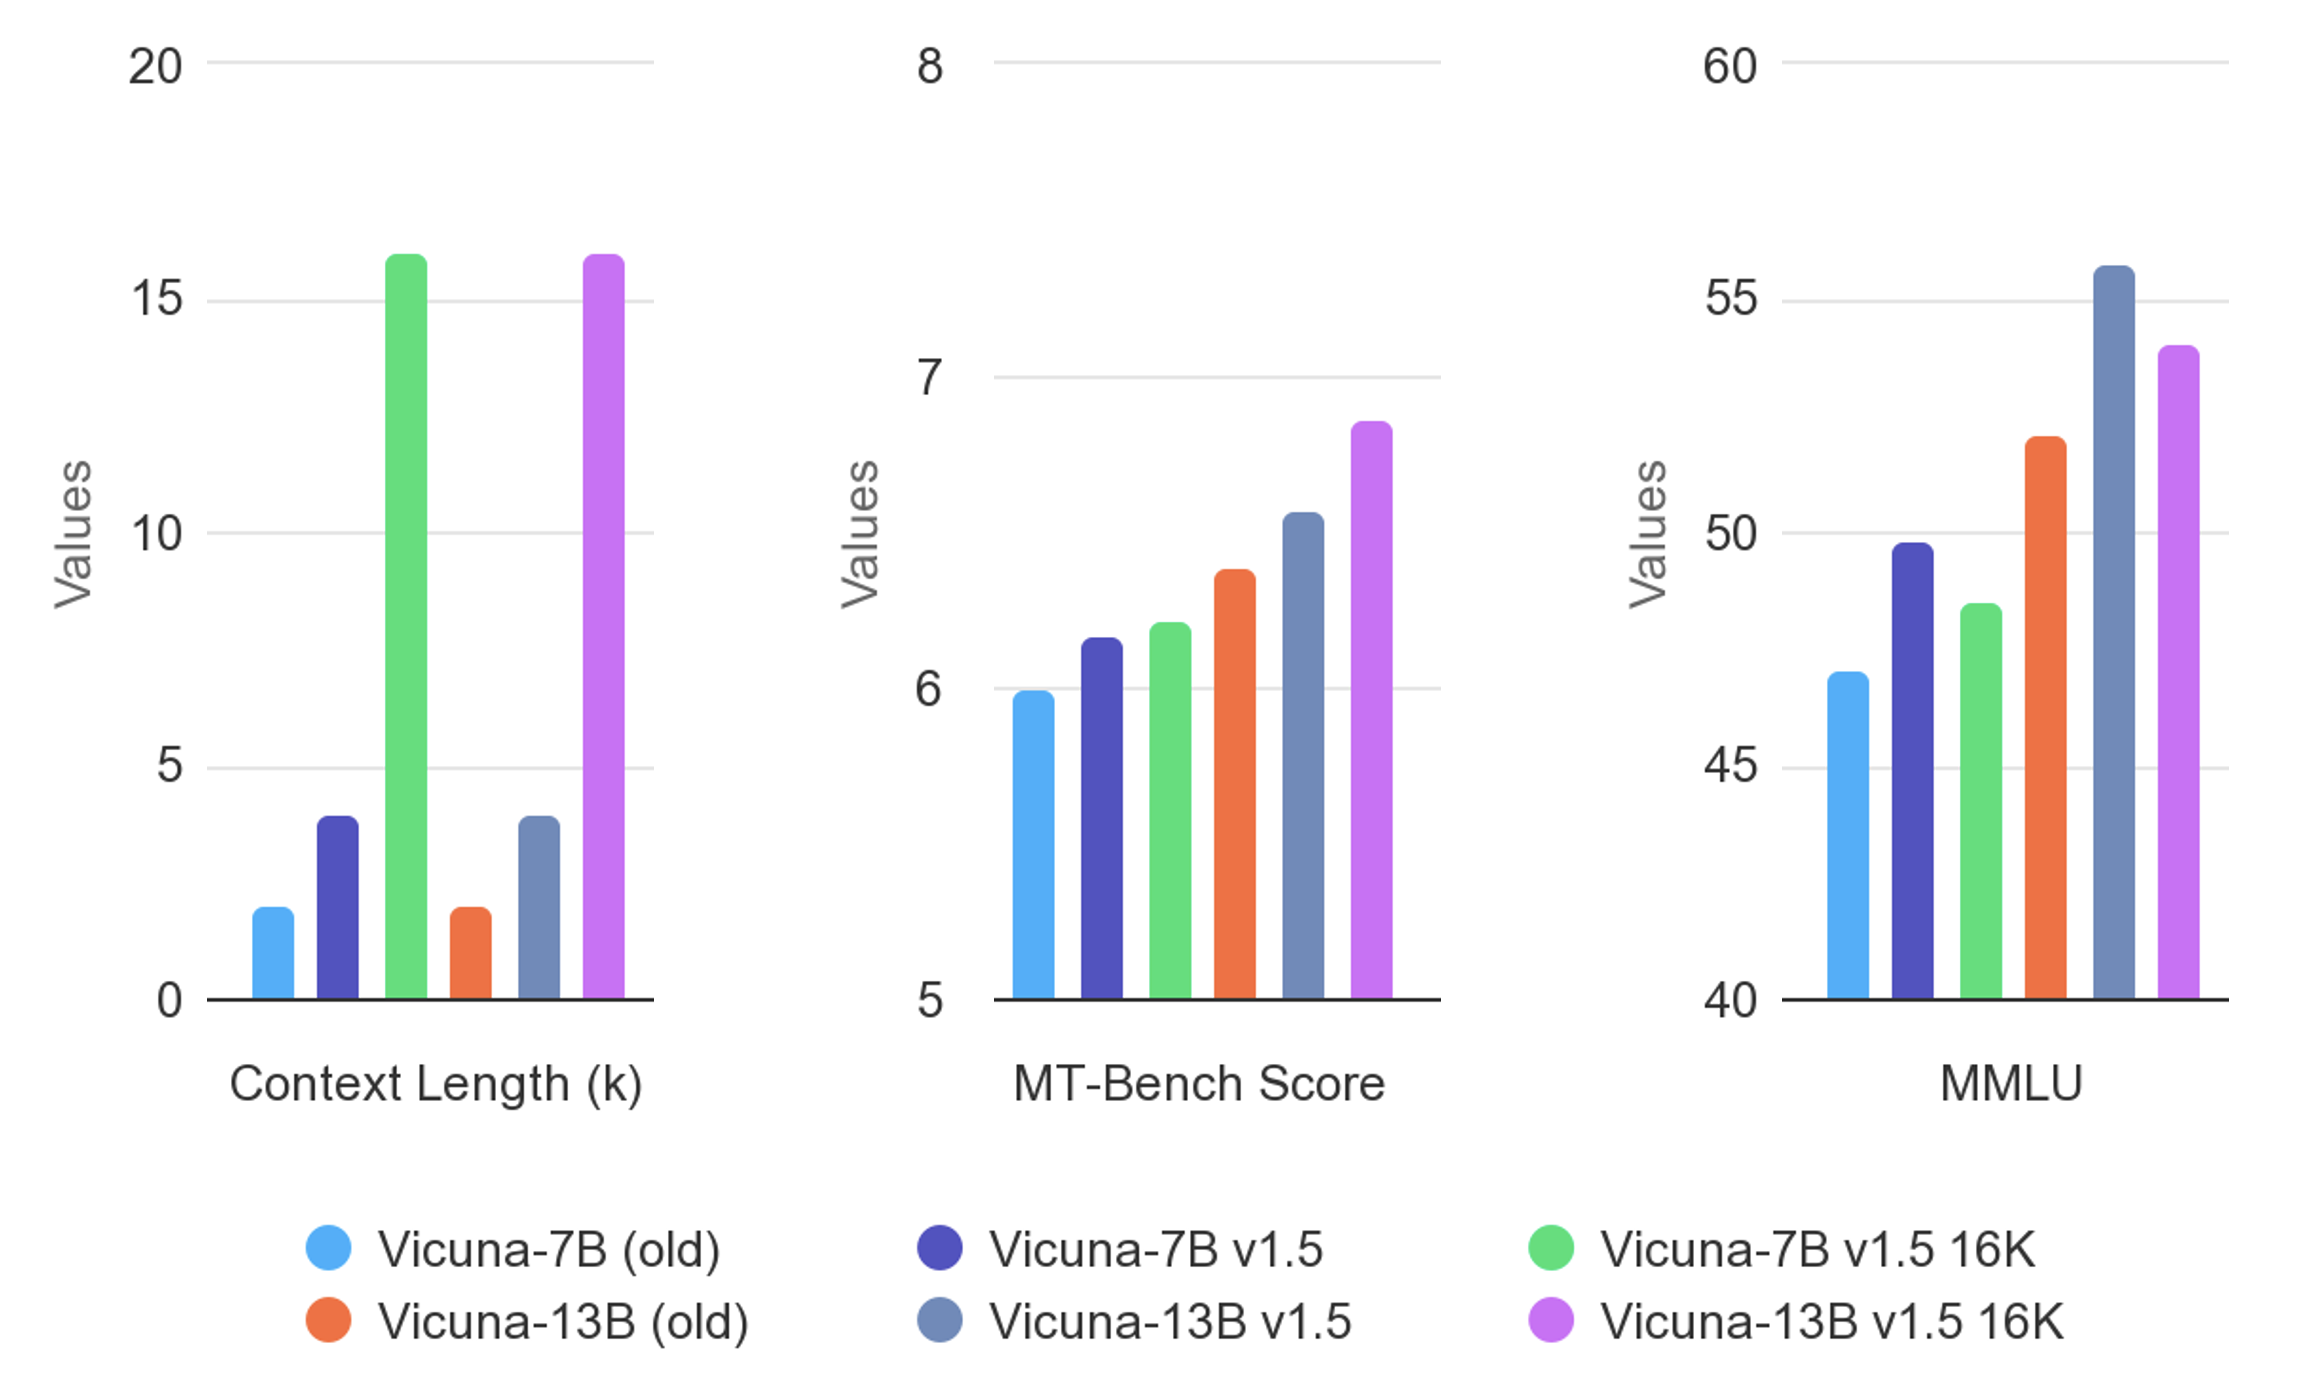 20
15
10
5
0
Values
Context Length (k)
8
7
6
5
Values
MT-Bench Score
60
55
50
45
40
Values
MMLU
Vicuna-7B (old)
Vicuna-7B v1.5
Vicuna-7B v1.5 16K
Vicuna-13B (old)
Vicuna-13B v1.5
Vicuna-13B v1.5 16K